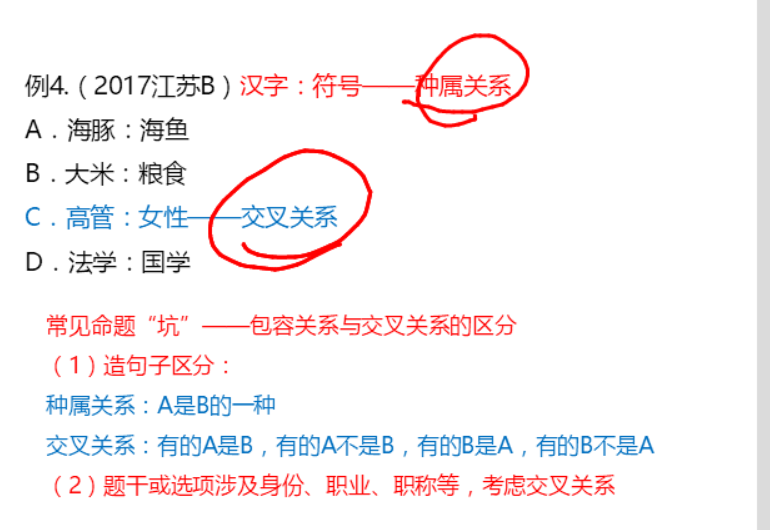 例4.（2017江苏B）汉字：符号——种属关系
A．海豚：海鱼
B．大米：粮食
C．高管：女性——交叉关系
D．法学：国学
常见命题“坑”——包容关系与交叉关系的区分
（1）造句子区分：
种属关系：A是B的一种
交叉关系：有的A是B，有的A不是B，有的B是A，有的B不是A
（2）题干或选项涉及身份、职业、职称等，考虑交叉关系